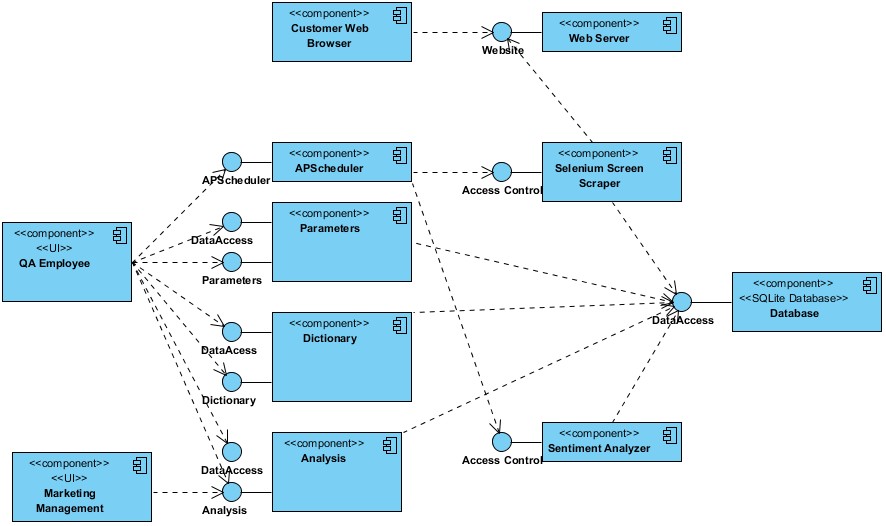 <<component>>
Customer Web
Browser
Website
<<component>>
Web Server
APScheduler
<<component>>
APScheduler
Access Control
<<component>>
Selenium Screen
Scraper
<<component>>
<<UI>>
QA Employee
DataAccess
Parameters
<<component>>
Parameters
DataAccess
<<component>>
<<SQLite Database>>
Database
DataAcess
Dictionary
<<component>>
Dictionary
DataAccess
Analysis
<<component>>
Analysis
Access Control
<<component>>
Sentiment Analyzer
<<component>>
<<UI>>
Marketing
Management